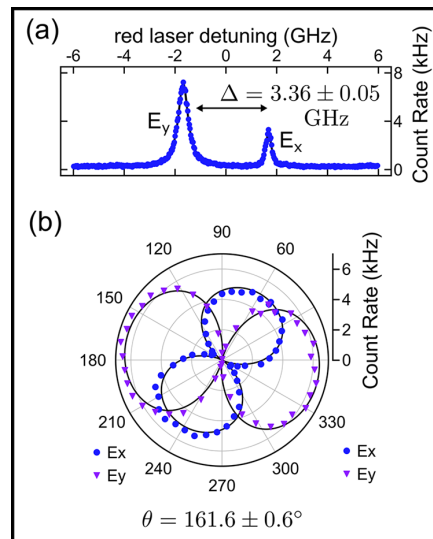 (a)
red laser detuning (GHz)
-6 -4 -2 0 2 4 6
8
4
0
Count Rate (kHz)
Δ = 3.36 ± 0.05
GHz
E_y
E_x
(b)
90
120 60
150
180
210 330
240 300
270
6
4
2
0
Count Rate (kHz)
Ex Ex
Ey Ey
θ = 161.6 ± 0.6°